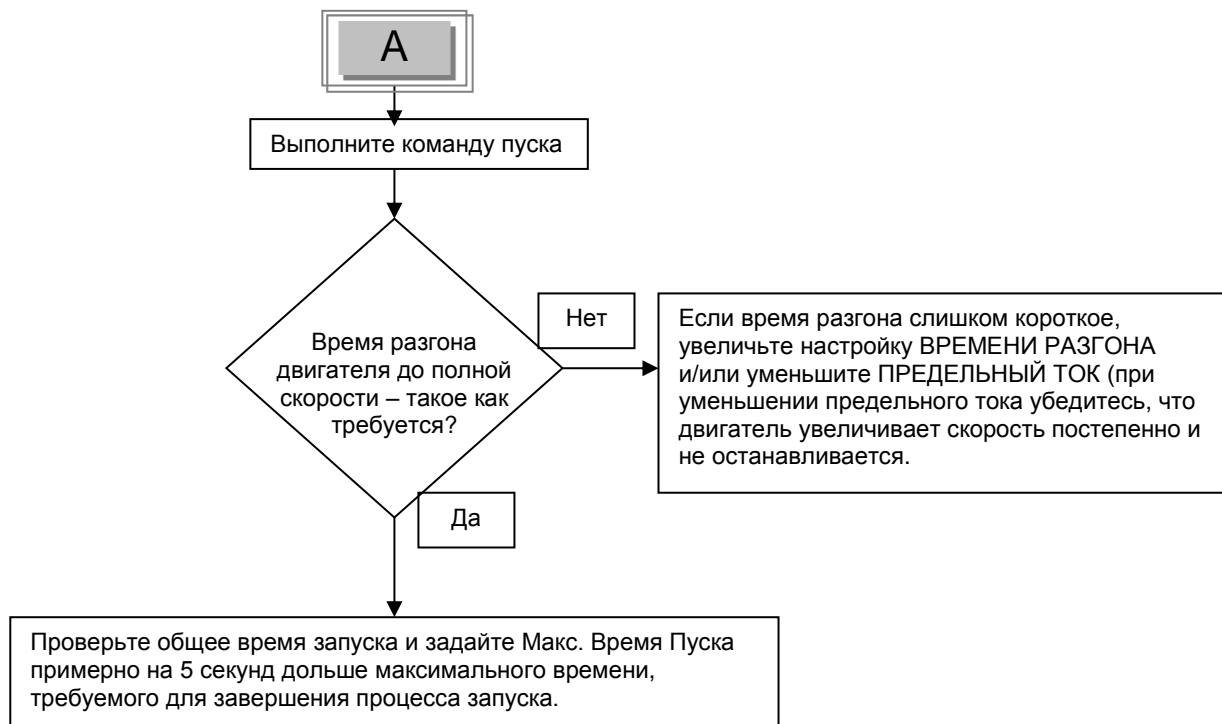 A
Выполните команду пуска
Время разгона
двигателя до полной
скорости – такое как
требуется?
Нет
Если время разгона слишком короткое,
увеличьте настройку ВРЕМЕНИ РАЗГОНА
и/или уменьшите ПРЕДЕЛЬНЫЙ ТОК (при
уменьшении предельного тока убедитесь, что
двигатель увеличивает скорость постепенно и
не останавливается.
Да
Проверьте общее время запуска и задайте Макс. Время Пуска
примерно на 5 секунд дольше максимального времени,
требуемого для завершения процесса запуска.